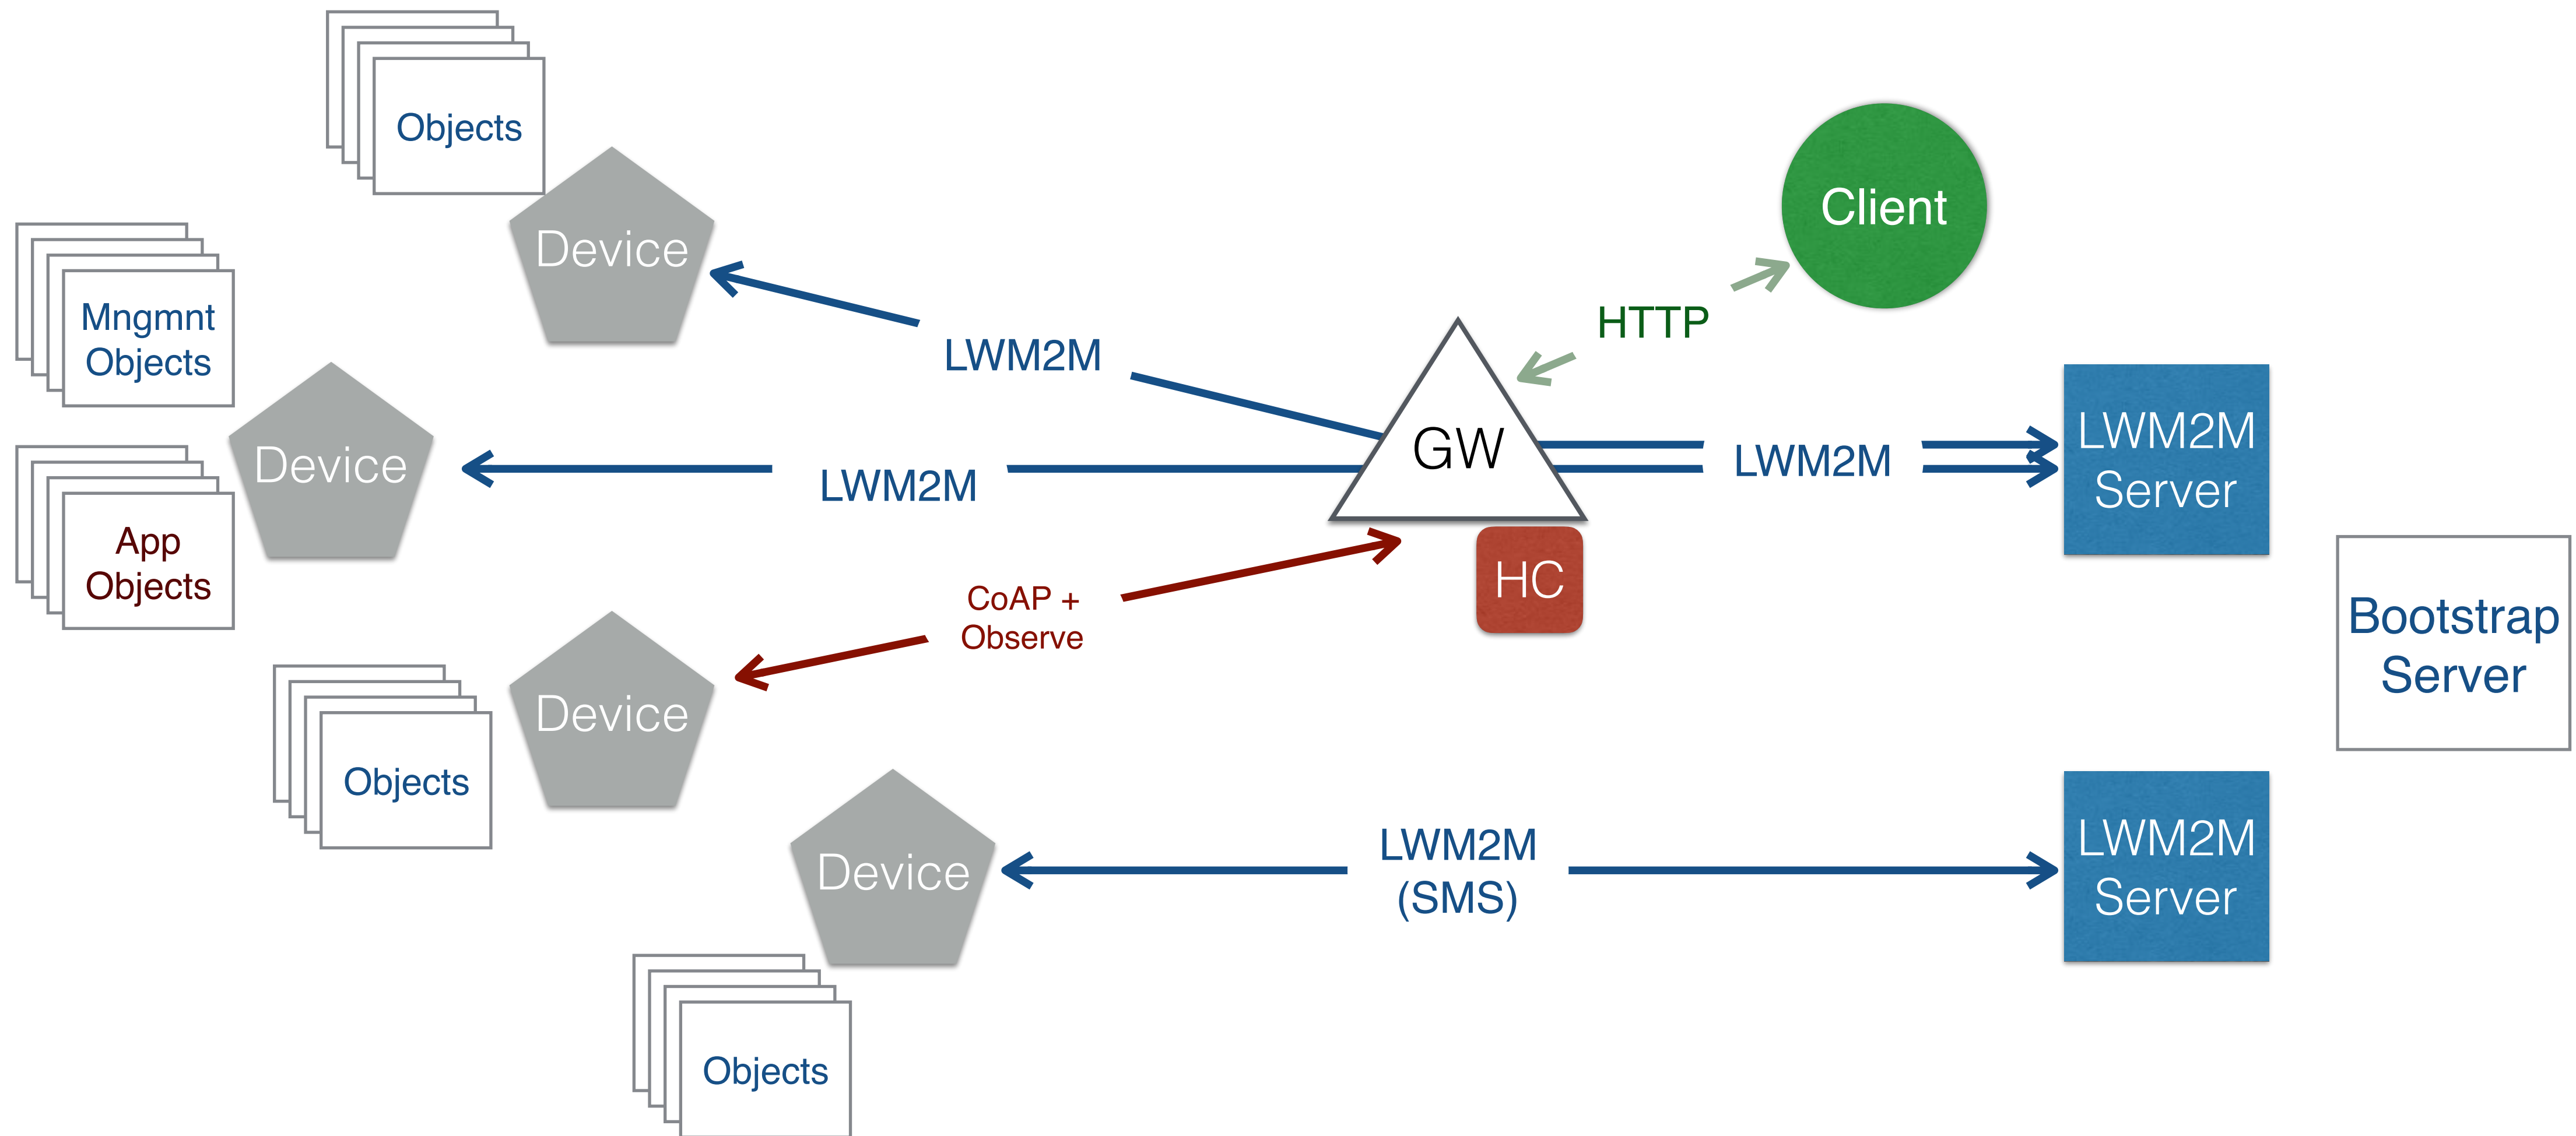 Objects
Device
Client
Mngmnt
Objects
HTTP
LWM2M
GW
Device
LWM2M
LWM2M
LWM2M
Server
App
Objects
CoAP +
Observe
HC
Bootstrap
Server
Device
Objects
Device
LWM2M
(SMS)
LWM2M
Server
Objects